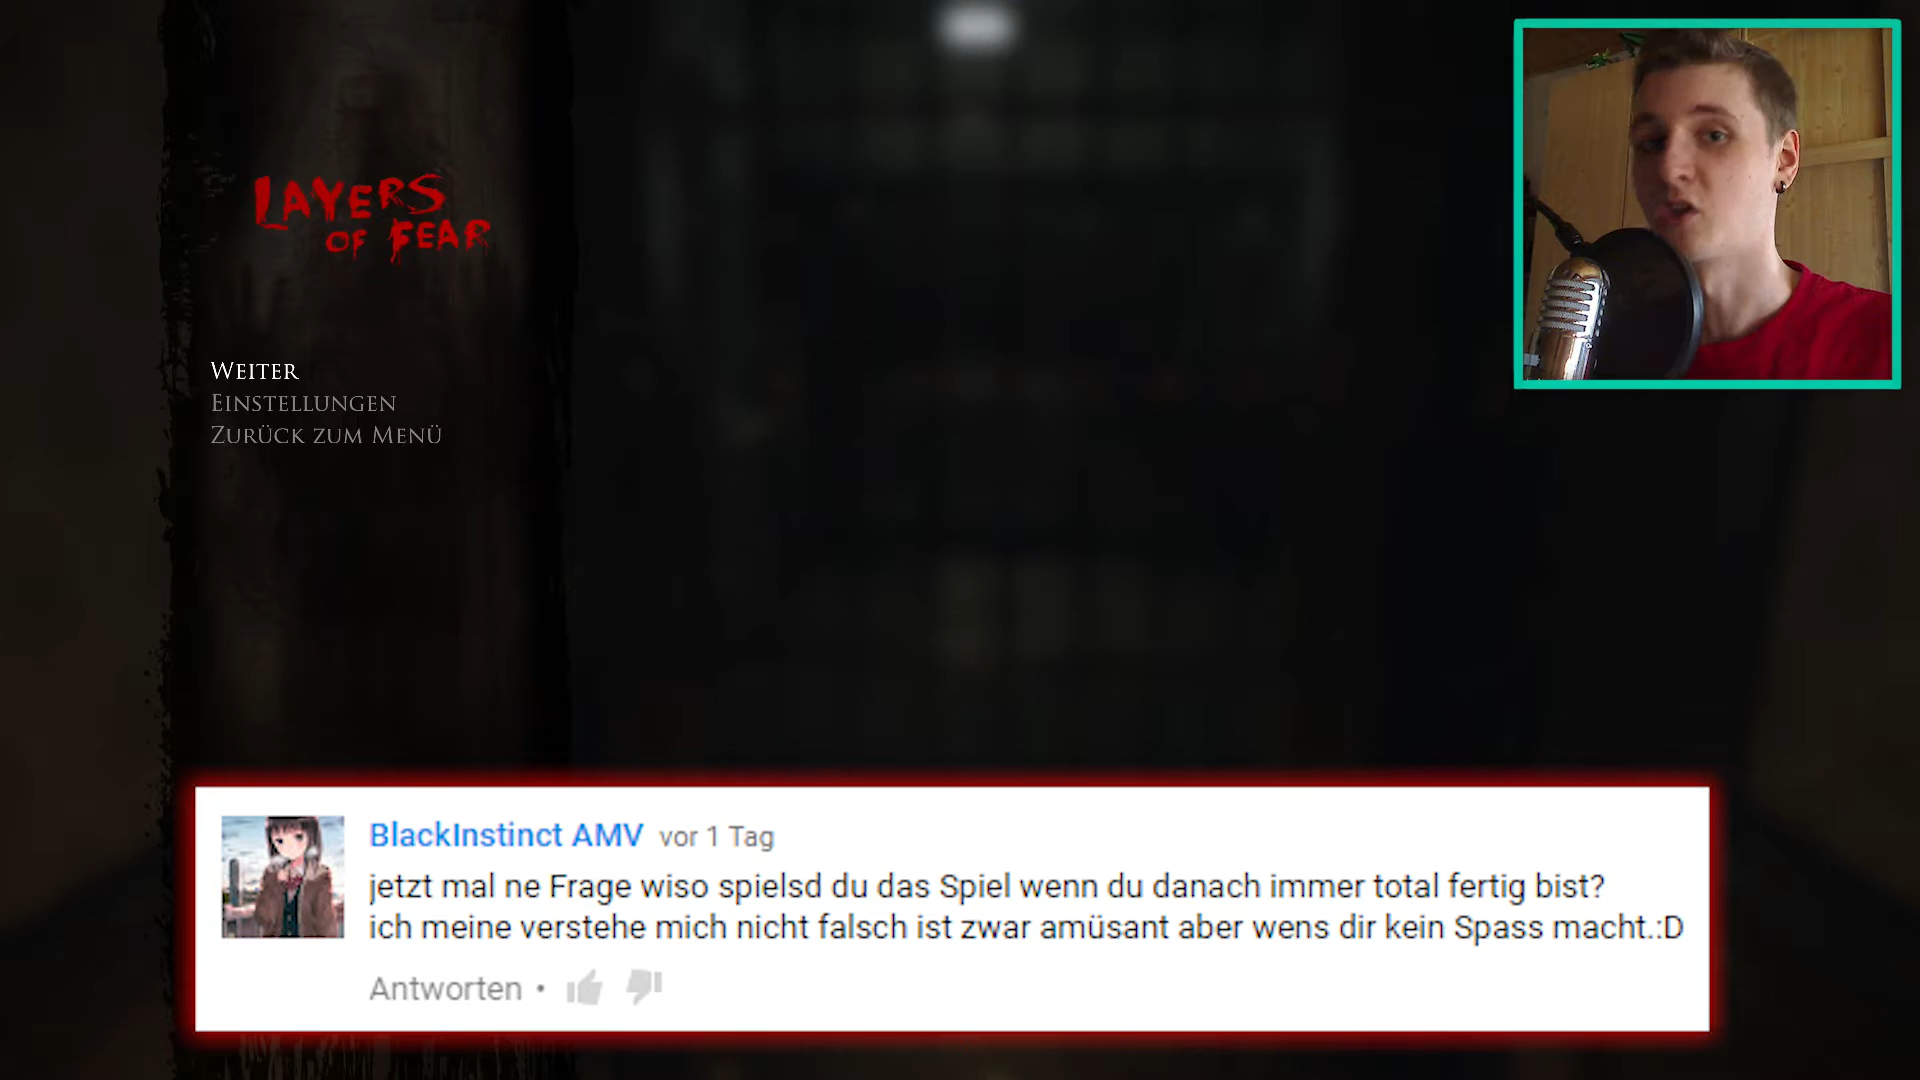 LAYERS
OF FEAR
WEITER
EINSTELLUNGEN
ZURÜCK ZUM MENÜ
BlackInstinct AMV vor 1 Tag
jetzt mal ne Frage wiso spielsd du das Spiel wenn du danach immer total fertig bist?
ich meine verstehe mich nicht falsch ist zwar amüsant aber wens dir kein Spass macht.:D
Antworten •